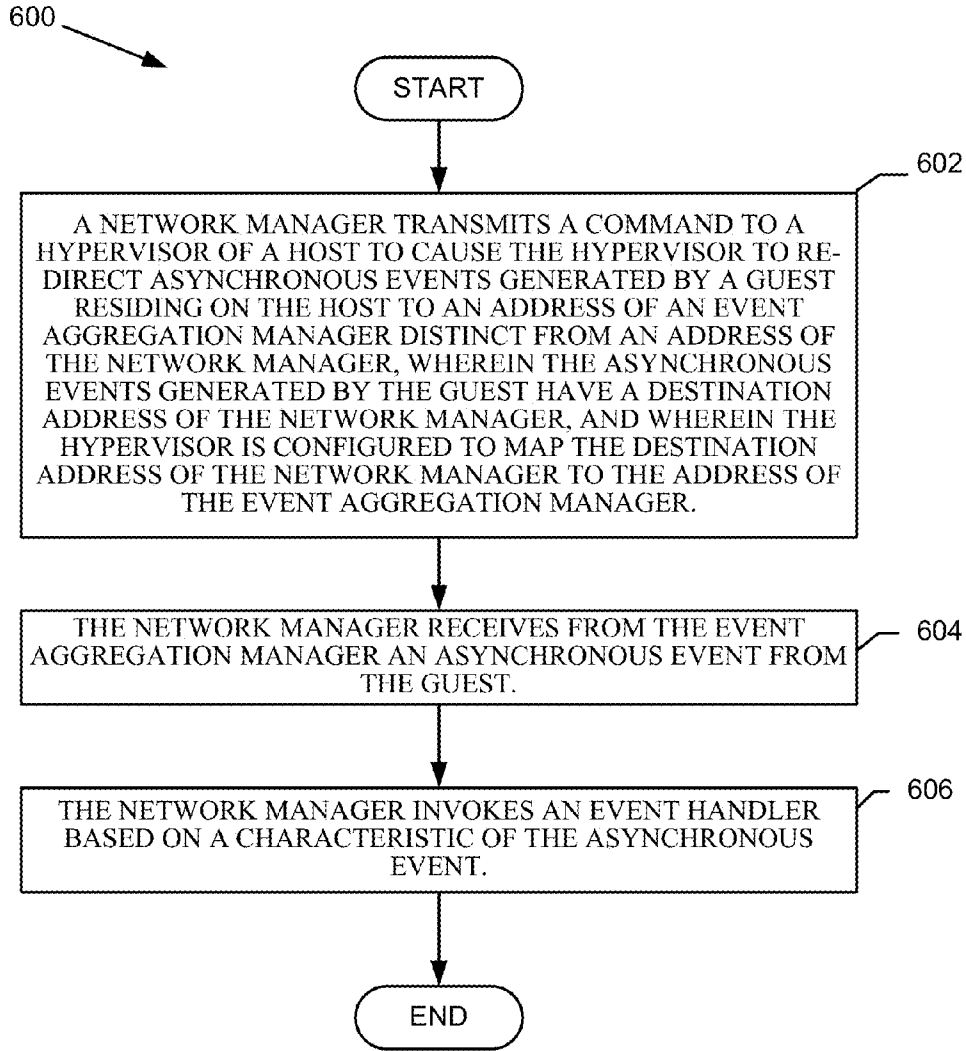 600
START
602
A NETWORK MANAGER TRANSMITS A COMMAND TO A
HYPERVISOR OF A HOST TO CAUSE THE HYPERVISOR TO RE-
DIRECT ASYNCHRONOUS EVENTS GENERATED BY A GUEST
RESIDING ON THE HOST TO AN ADDRESS OF AN EVENT
AGGREGATION MANAGER DISTINCT FROM AN ADDRESS OF
THE NETWORK MANAGER, WHEREIN THE ASYNCHRONOUS
EVENTS GENERATED BY THE GUEST HAVE A DESTINATION
ADDRESS OF THE NETWORK MANAGER, AND WHEREIN THE
HYPERVISOR IS CONFIGURED TO MAP THE DESTINATION
ADDRESS OF THE NETWORK MANAGER TO THE ADDRESS OF
THE EVENT AGGREGATION MANAGER.
604
THE NETWORK MANAGER RECEIVES FROM THE EVENT
AGGREGATION MANAGER AN ASYNCHRONOUS EVENT FROM
THE GUEST.
606
THE NETWORK MANAGER INVOKES AN EVENT HANDLER
BASED ON A CHARACTERISTIC OF THE ASYNCHRONOUS
EVENT.
END